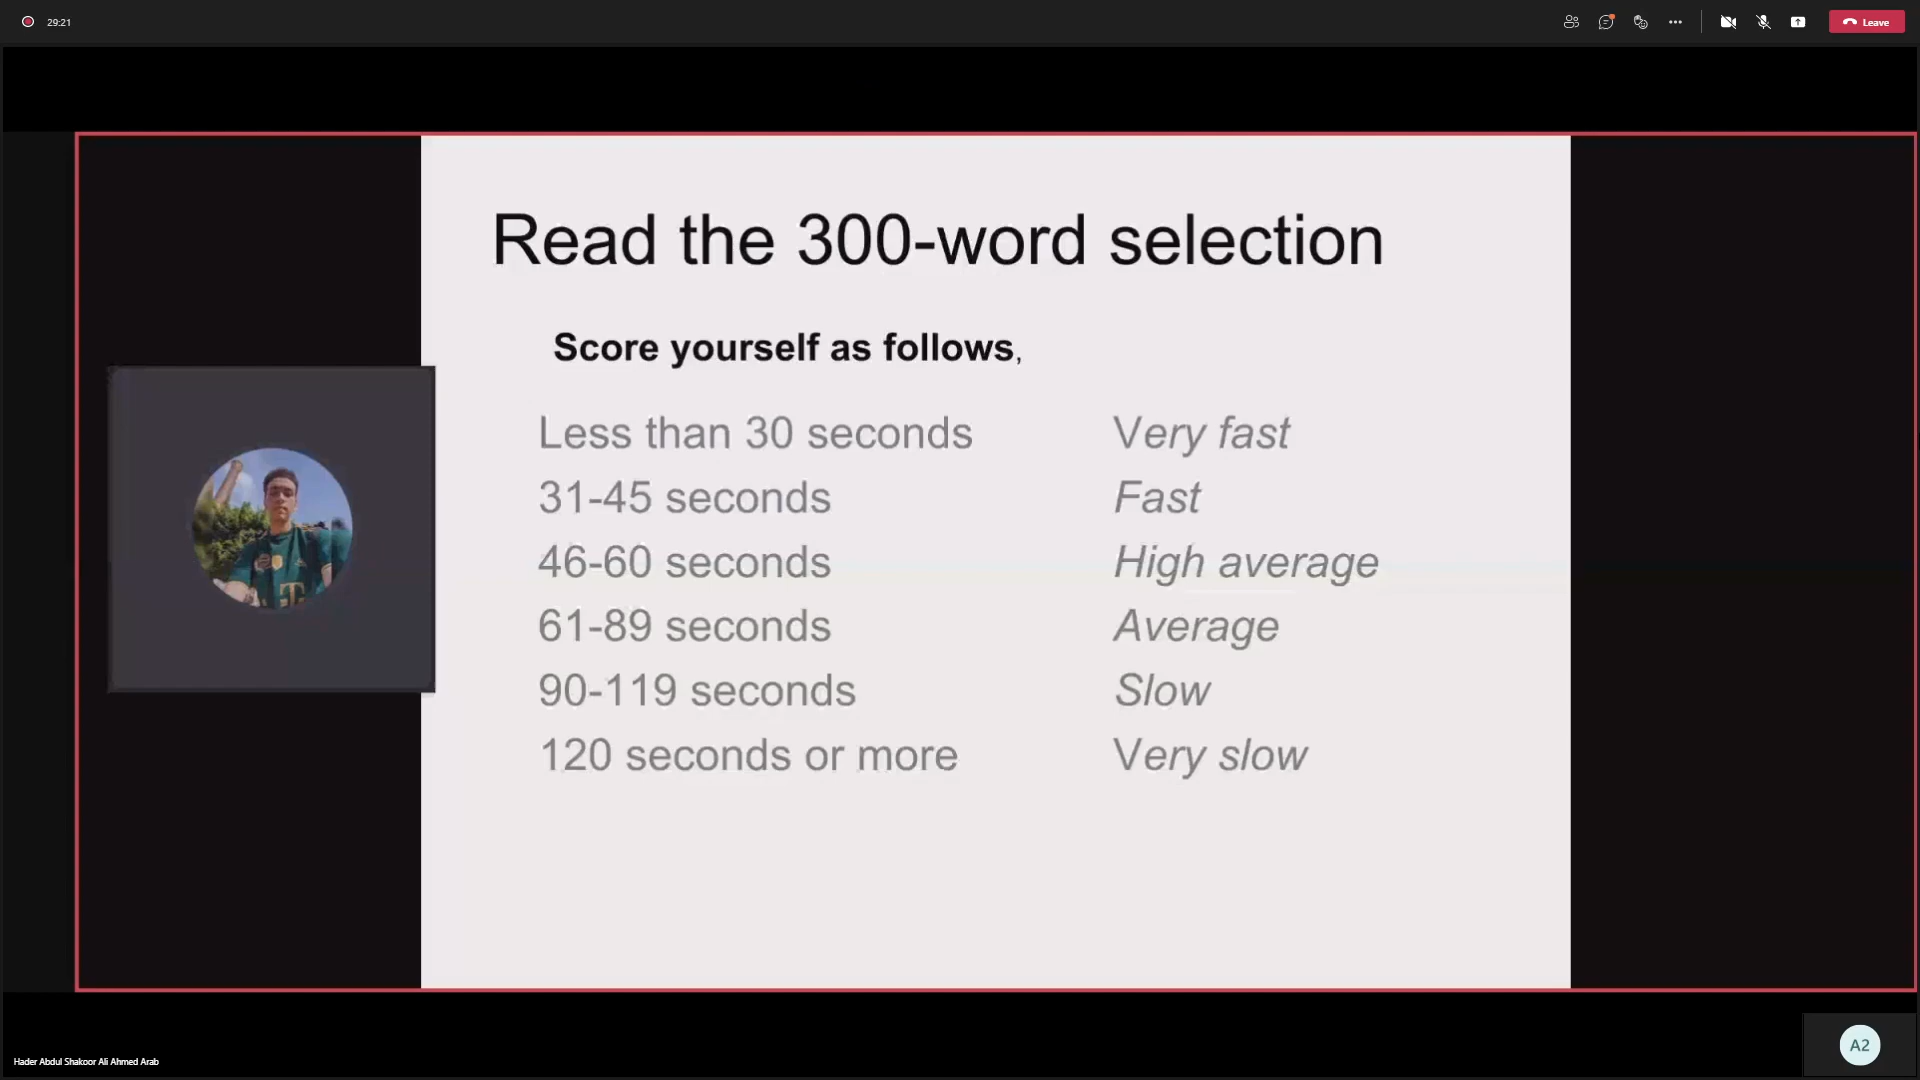 29:21
Leave
Read the 300-word selection
Score yourself as follows,
Less than 30 seconds Very fast
31-45 seconds Fast
46-60 seconds High average
61-89 seconds Average
90-119 seconds Slow
120 seconds or more Very slow
Hader Abdul Shakoor Ali Ahmed Arab
A2